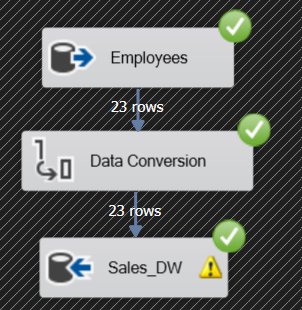 Employees
23 rows
Data Conversion
23 rows
Sales_DW